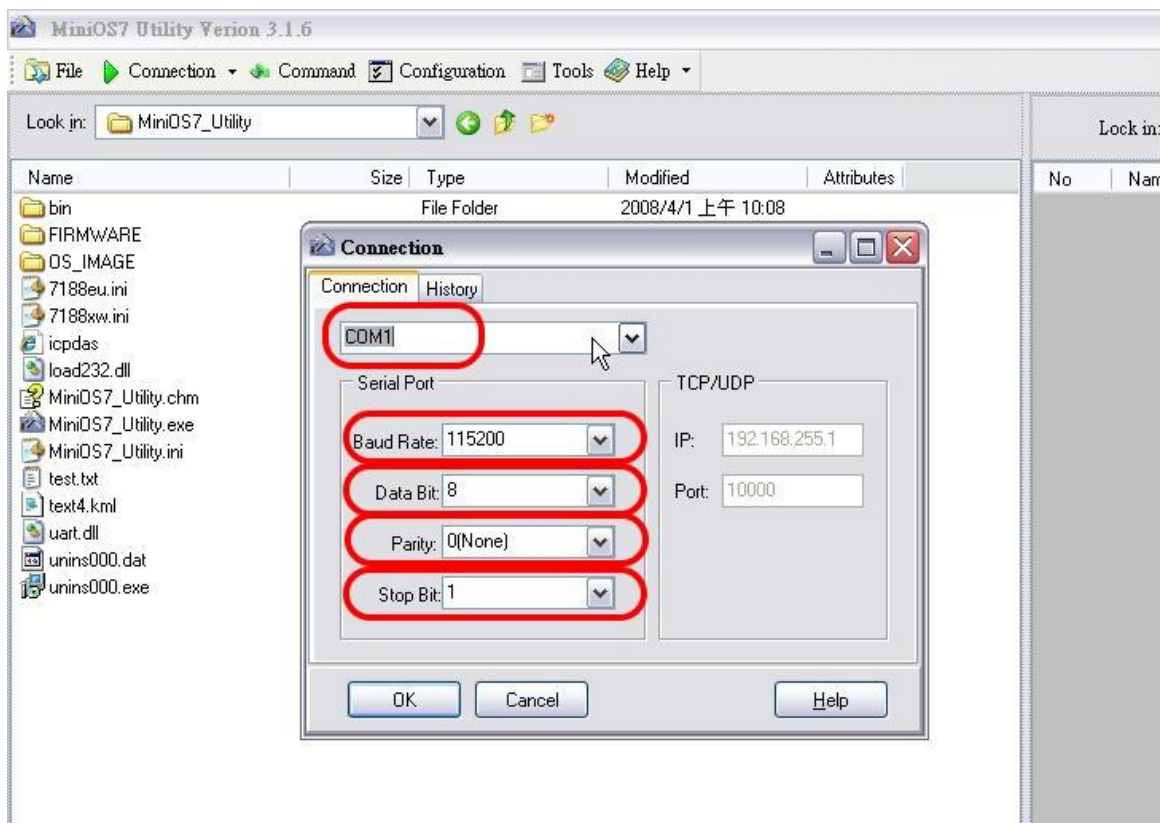 MiniOS7 Utility Verion 3.1.6
File Connection Command Configuration Tools Help
Look in: MiniOS7_Utility
Lock in:
Name Size Type Modified Attributes
No Nam
bin File Folder 2008/4/1 上午 10:08
FIRMWARE
OS_IMAGE
7188eu.ini
7188xw.ini
icpdas
load232.dll
MiniOS7_Utility.chm
MiniOS7_Utility.exe
MiniOS7_Utility.ini
test.txt
text4.kml
uart.dll
unins000.dat
unins000.exe
Connection
Connection History
COM1
Serial Port
Baud Rate: 115200
Data Bit: 8
Parity: 0(None)
Stop Bit: 1
TCP/UDP
IP: 192.168.255.1
Port: 10000
OK Cancel Help